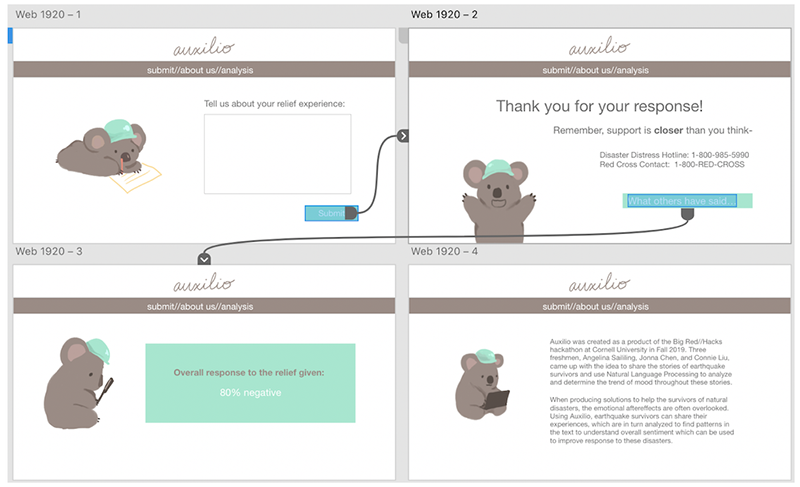 Web 1920 – 1
auxilio
submit//about us//analysis
Tell us about your relief experience:
Submit
Web 1920 – 2
auxilio
submit//about us//analysis
Thank you for your response!
Remember, support is closer than you think-
Disaster Distress Hotline: 1-800-985-5990
Red Cross Contact: 1-800-RED-CROSS
What others have said...
Web 1920 – 3
auxilio
submit//about us//analysis
Overall response to the relief given:
80% negative
Web 1920 – 4
auxilio
submit//about us//analysis
Auxilio was created as a product of the Big Red//Hacks
hackathon at Cornell University in Fall 2019. Three
freshmen, Angelina Saliling, Jonna Chen, and Connie Liu,
came up with the idea to share the stories of earthquake
survivors and use Natural Language Processing to analyze
and determine the trend of mood throughout these stories.
When producing solutions to help the survivors of natural
disasters, the emotional aftereffects are often overlooked.
Using Auxilio, earthquake survivors can share their
experiences, which are in turn analyzed to find patterns in
the text to understand overall sentiment which can be used
to improve response to these disasters.